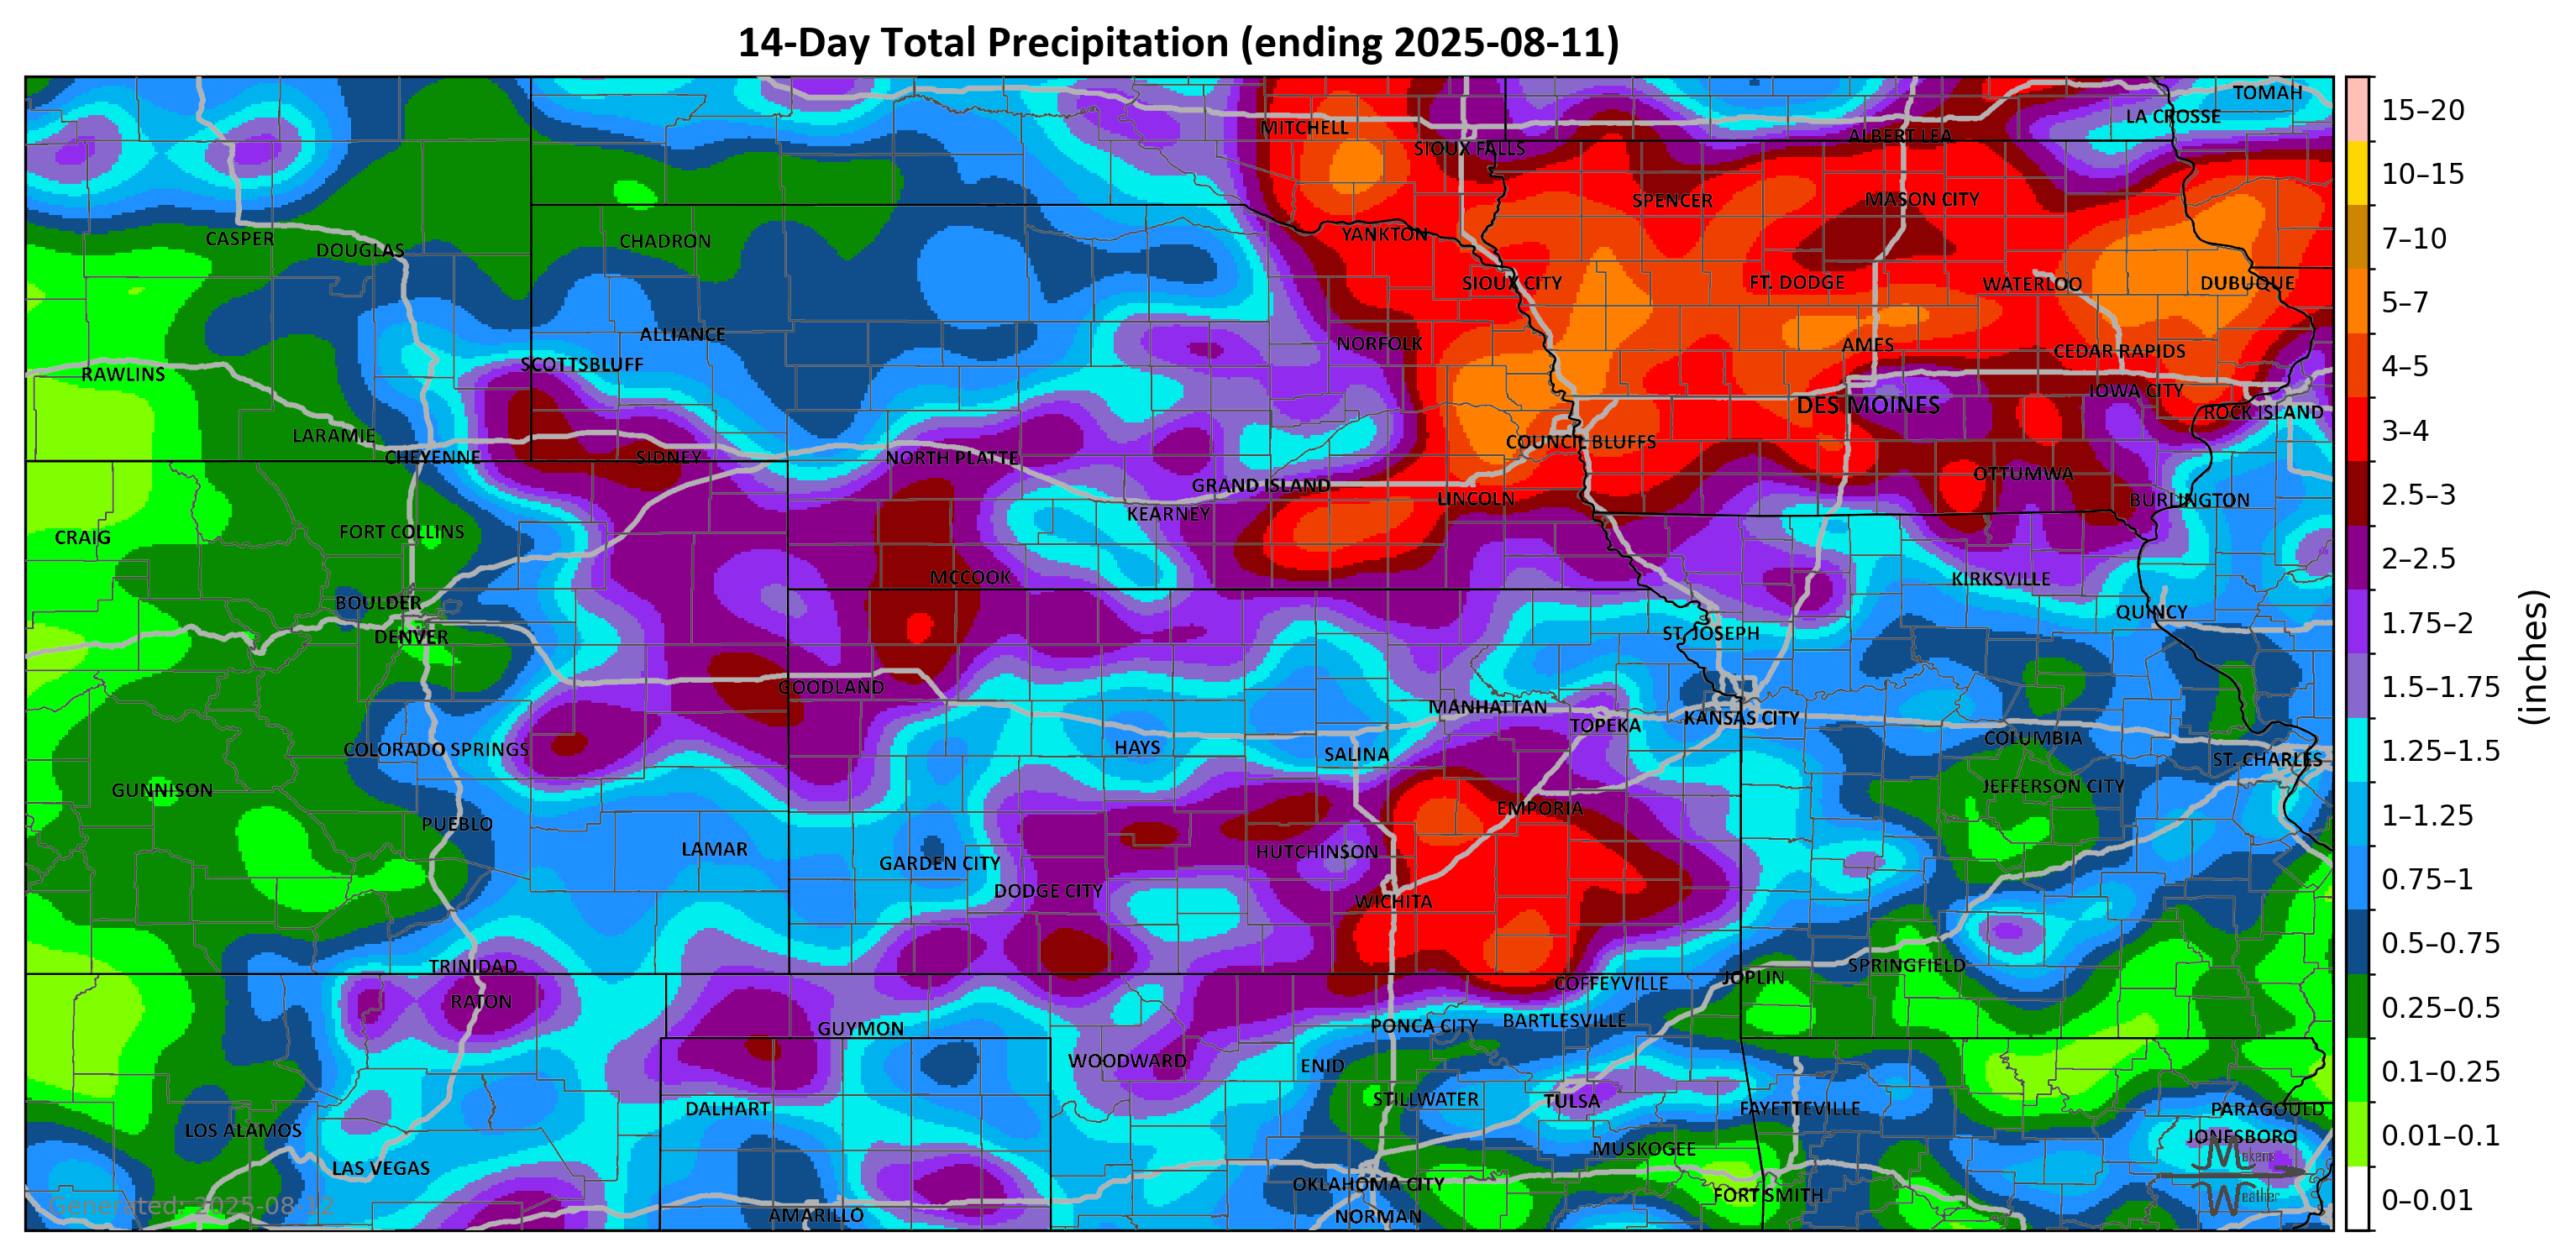 14-Day Total Precipitation (ending 2025-08-11)
TOMAH
LA CROSSE
MITCHELL
ALBERT LEA
SIOUX FALLS
SPENCER
MASON CITY
YANKTON
CASPER
DOUGLAS
CHADRON
SIOUX CITY
FT. DODGE
WATERLOO
DUBUQUE
ALLIANCE
NORFOLK
AMES
CEDAR RAPIDS
SCOTTSBLUFF
RAWLINS
IOWA CITY
DES MOINES
ROCK ISLAND
LARAMIE
COUNCIL BLUFFS
CHEYENNE
SIDNEY
NORTH PLATTE
OTTUMWA
GRAND ISLAND
LINCOLN
BURLINGTON
KEARNEY
CRAIG
FORT COLLINS
MCCOOK
KIRKSVILLE
BOULDER
QUINCY
DENVER
ST. JOSEPH
GOODLAND
MANHATTAN
TOPEKA
KANSAS CITY
COLORADO SPRINGS
HAYS
SALINA
COLUMBIA
ST. CHARLES
GUNNISON
JEFFERSON CITY
EMPORIA
PUEBLO
LAMAR
GARDEN CITY
HUTCHINSON
DODGE CITY
WICHITA
TRINIDAD
SPRINGFIELD
JOPLIN
COFFEYVILLE
RATON
GUYMON
PONCA CITY
BARTLESVILLE
WOODWARD
ENID
STILLWATER
TULSA
DALHART
FAYETTEVILLE
PARAGOULD
LOS ALAMOS
JONESBORO
MUSKOGEE
LAS VEGAS
OKLAHOMA CITY
FORT SMITH
AMARILLO
NORMAN
Generated: 2025-08-12
Makens
Weather
15–20
10–15
7–10
5–7
4–5
3–4
2.5–3
2–2.5
1.75–2
1.5–1.75
1.25–1.5
1–1.25
0.75–1
0.5–0.75
0.25–0.5
0.1–0.25
0.01–0.1
0–0.01
(inches)